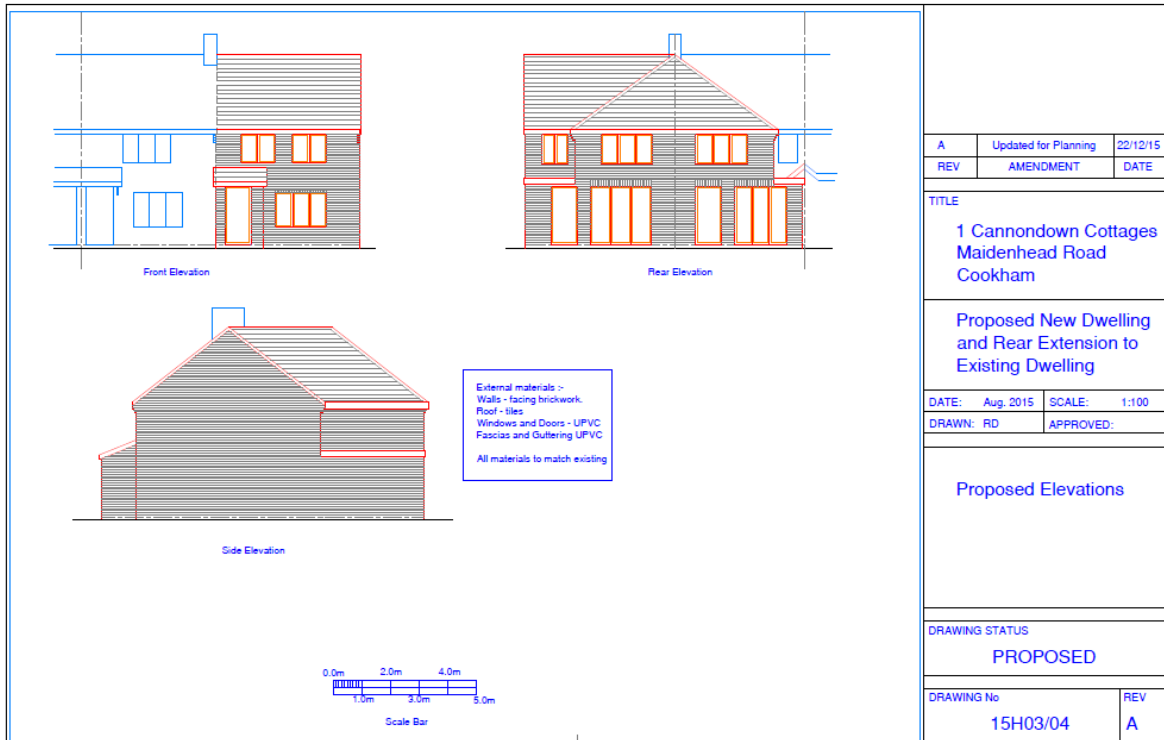 Front Elevation
Rear Elevation
Side Elevation
External materials :-
Walls - facing brickwork.
Roof - tiles
Windows and Doors - UPVC
Fascias and Guttering UPVC
All materials to match existing
0.0m 2.0m 4.0m
1.0m 3.0m 5.0m
Scale Bar
A Updated for Planning 22/12/15
REV AMENDMENT DATE
TITLE
1 Cannondown Cottages
Maidenhead Road
Cookham
Proposed New Dwelling
and Rear Extension to
Existing Dwelling
DATE: Aug. 2015 SCALE: 1:100
DRAWN: RD APPROVED:
Proposed Elevations
DRAWING STATUS
PROPOSED
DRAWING No REV
15H03/04 A